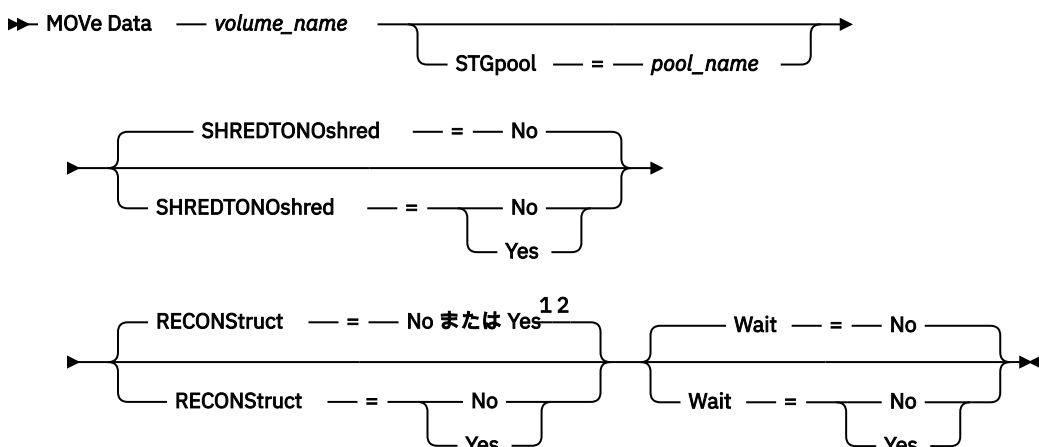 MOVe Data volume_name
STGpool = pool_name
SHREDTONOshred = No
SHREDTONOshred = No
Yes
RECONStruct = No または Yes 1 2 Wait = No
RECONStruct = No Wait = No
Yes Yes